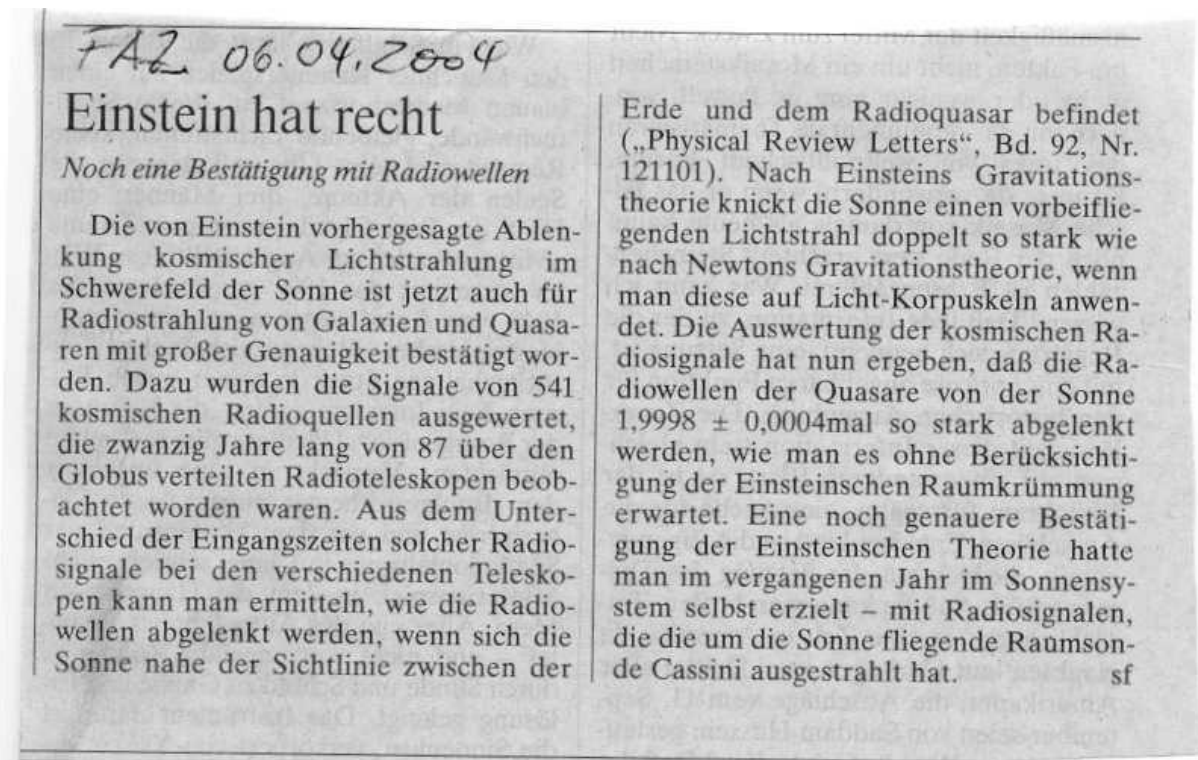 FAZ 06.04.2004
Einstein hat recht
Noch eine Bestätigung mit Radiowellen
Die von Einstein vorhergesagte Ablen-
kung kosmischer Lichtstrahlung im
Schwerefeld der Sonne ist jetzt auch für
Radiostrahlung von Galaxien und Quasa-
ren mit großer Genauigkeit bestätigt wor-
den. Dazu wurden die Signale von 541
kosmischen Radioquellen ausgewertet,
die zwanzig Jahre lang von 87 über den
Globus verteilten Radioteleskopen beob-
achtet worden waren. Aus dem Unter-
schied der Eingangszeiten solcher Radio-
signale bei den verschiedenen Telesko-
pen kann man ermitteln, wie die Radio-
wellen abgelenkt werden, wenn sich die
Sonne nahe der Sichtlinie zwischen der
Erde und dem Radioquasar befindet
(„Physical Review Letters“, Bd. 92, Nr.
121101). Nach Einsteins Gravitations-
theorie knickt die Sonne einen vorbeiflie-
genden Lichtstrahl doppelt so stark wie
nach Newtons Gravitationstheorie, wenn
man diese auf Licht-Korpuskeln anwen-
det. Die Auswertung der kosmischen Ra-
diosignale hat nun ergeben, daß die Ra-
diowellen der Quasare von der Sonne
1,9998 ± 0,0004mal so stark abgelenkt
werden, wie man es ohne Berücksichti-
gung der Einsteinschen Raumkrümmung
erwartet. Eine noch genauere Bestäti-
gung der Einsteinschen Theorie hatte
man im vergangenen Jahr im Sonnensy-
stem selbst erzielt – mit Radiosignalen,
die die um die Sonne fliegende Raumson-
de Cassini ausgestrahlt hat. sf